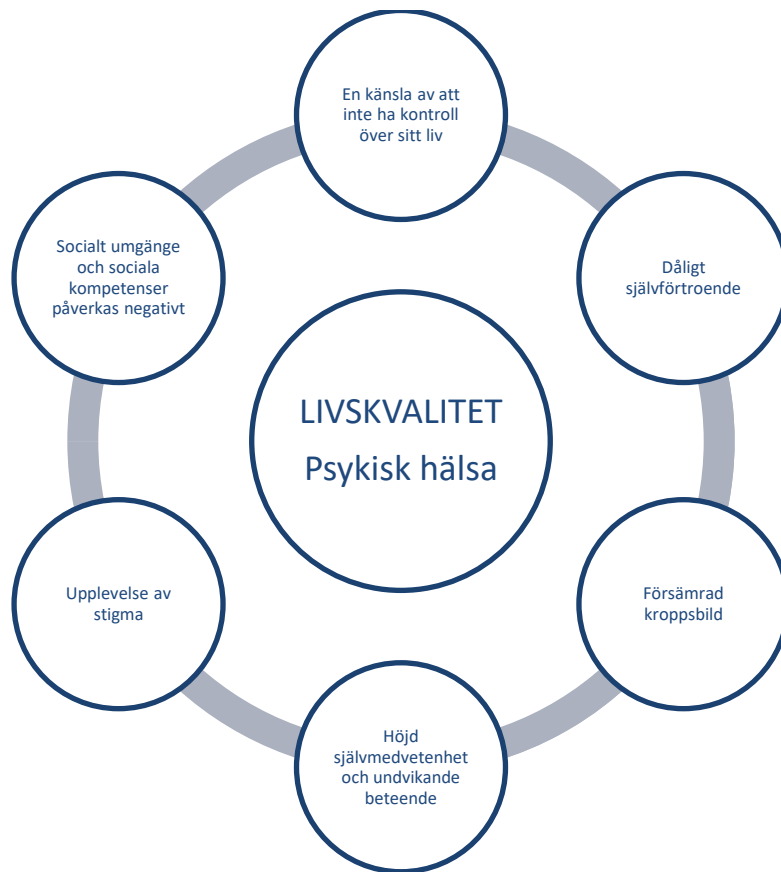 En känsla av att
inte ha kontroll
över sitt liv
Dåligt
självförtroende
Försämrad
kroppsbild
Höjd
självmedvetenhet
och undvikande
beteende
Upplevelse av
stigma
Socialt umgänge
och sociala
kompetenser
påverkas negativt
LIVSKVALITET
Psykisk hälsa